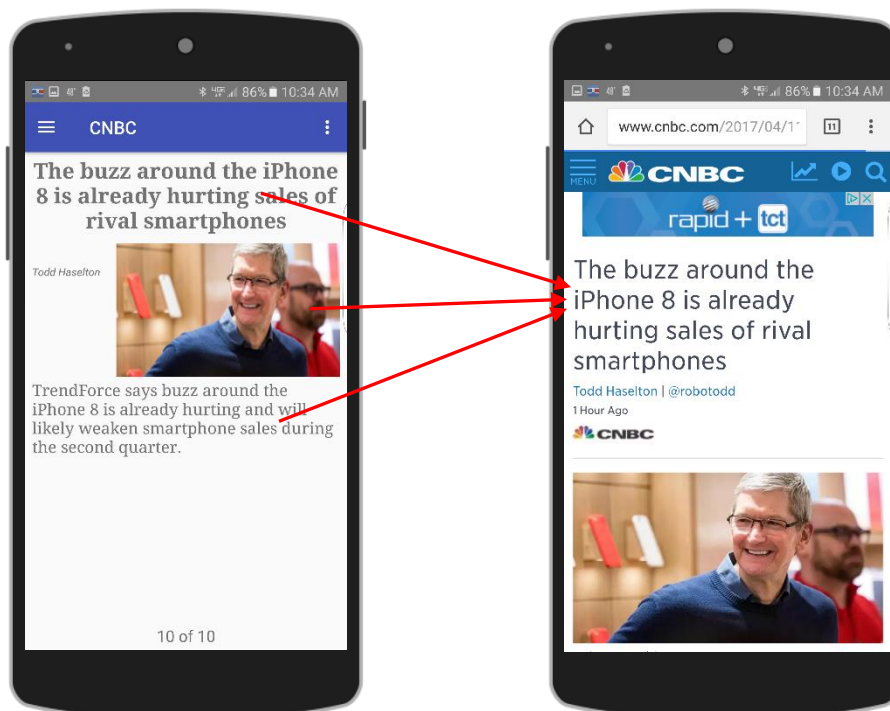 86% 10:34 AM
CNBC
The buzz around the iPhone
8 is already hurting sales of
rival smartphones
Todd Haselton
TrendForce says buzz around the
iPhone 8 is already hurting and will
likely weaken smartphone sales during
the second quarter.
10 of 10
86% 10:34 AM
www.cnbc.com/2017/04/1
11
MENU
CNBC
rapid + tct
The buzz around the
iPhone 8 is already
hurting sales of rival
smartphones
Todd Haselton | @robotodd
1 Hour Ago
CNBC